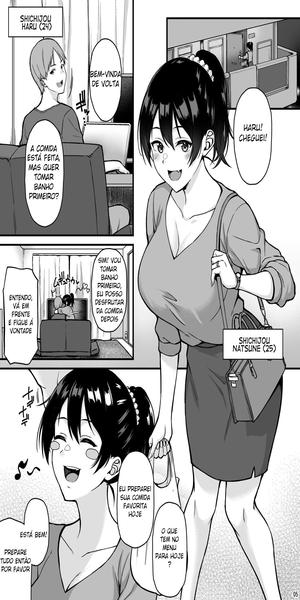 HARU!
CHEGUEI!
SHICHIJOU
HARU (24)
BEM-VINDA
DE VOLTA
A COMIDA
ESTÁ FEITA,
MAS QUER
TOMAR
BANHO
PRIMEIRO?
SHICHIJOU
NATSUNE (25)
SIM! VOU
TOMAR
BANHO
PRIMEIRO,
EU POSSO
DESFRUTAR
DA COMIDA
DEPOIS
ENTENDO,
VÁ EM
FRENTE
E FIQUE Á
VONTADE
O QUE
TEM NO
MENU
PARA HOJE
?
EU PREPAREI
SUA COMIDA
FAVORITA
HOJE
ESTÁ BEM!
PREPARE
TUDO ENTÃO
POR FAVOR
05